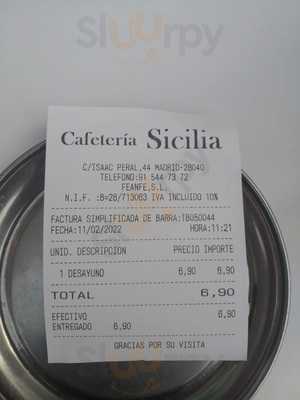 Sluurpy
Cafetería Sicilia
C/ISAAC PERAL,44 MADRID-28040
TELEFONO:91 544 73 72
FEANFE,S.L.
N.I.F. :B=28/713063 IVA INCLUIDO 10%
FACTURA SIMPLIFICADA DE BARRA:TB050044
FECHA:11/02/2022 HORA:11:21
UNID. DESCRIPCION PRECIO IMPORTE
1 DESAYUNO 6,90 6,90
TOTAL 6,90
EFECTIVO 6,90
ENTREGADO 6,90
GRACIAS POR SU VISITA
Sluurpy